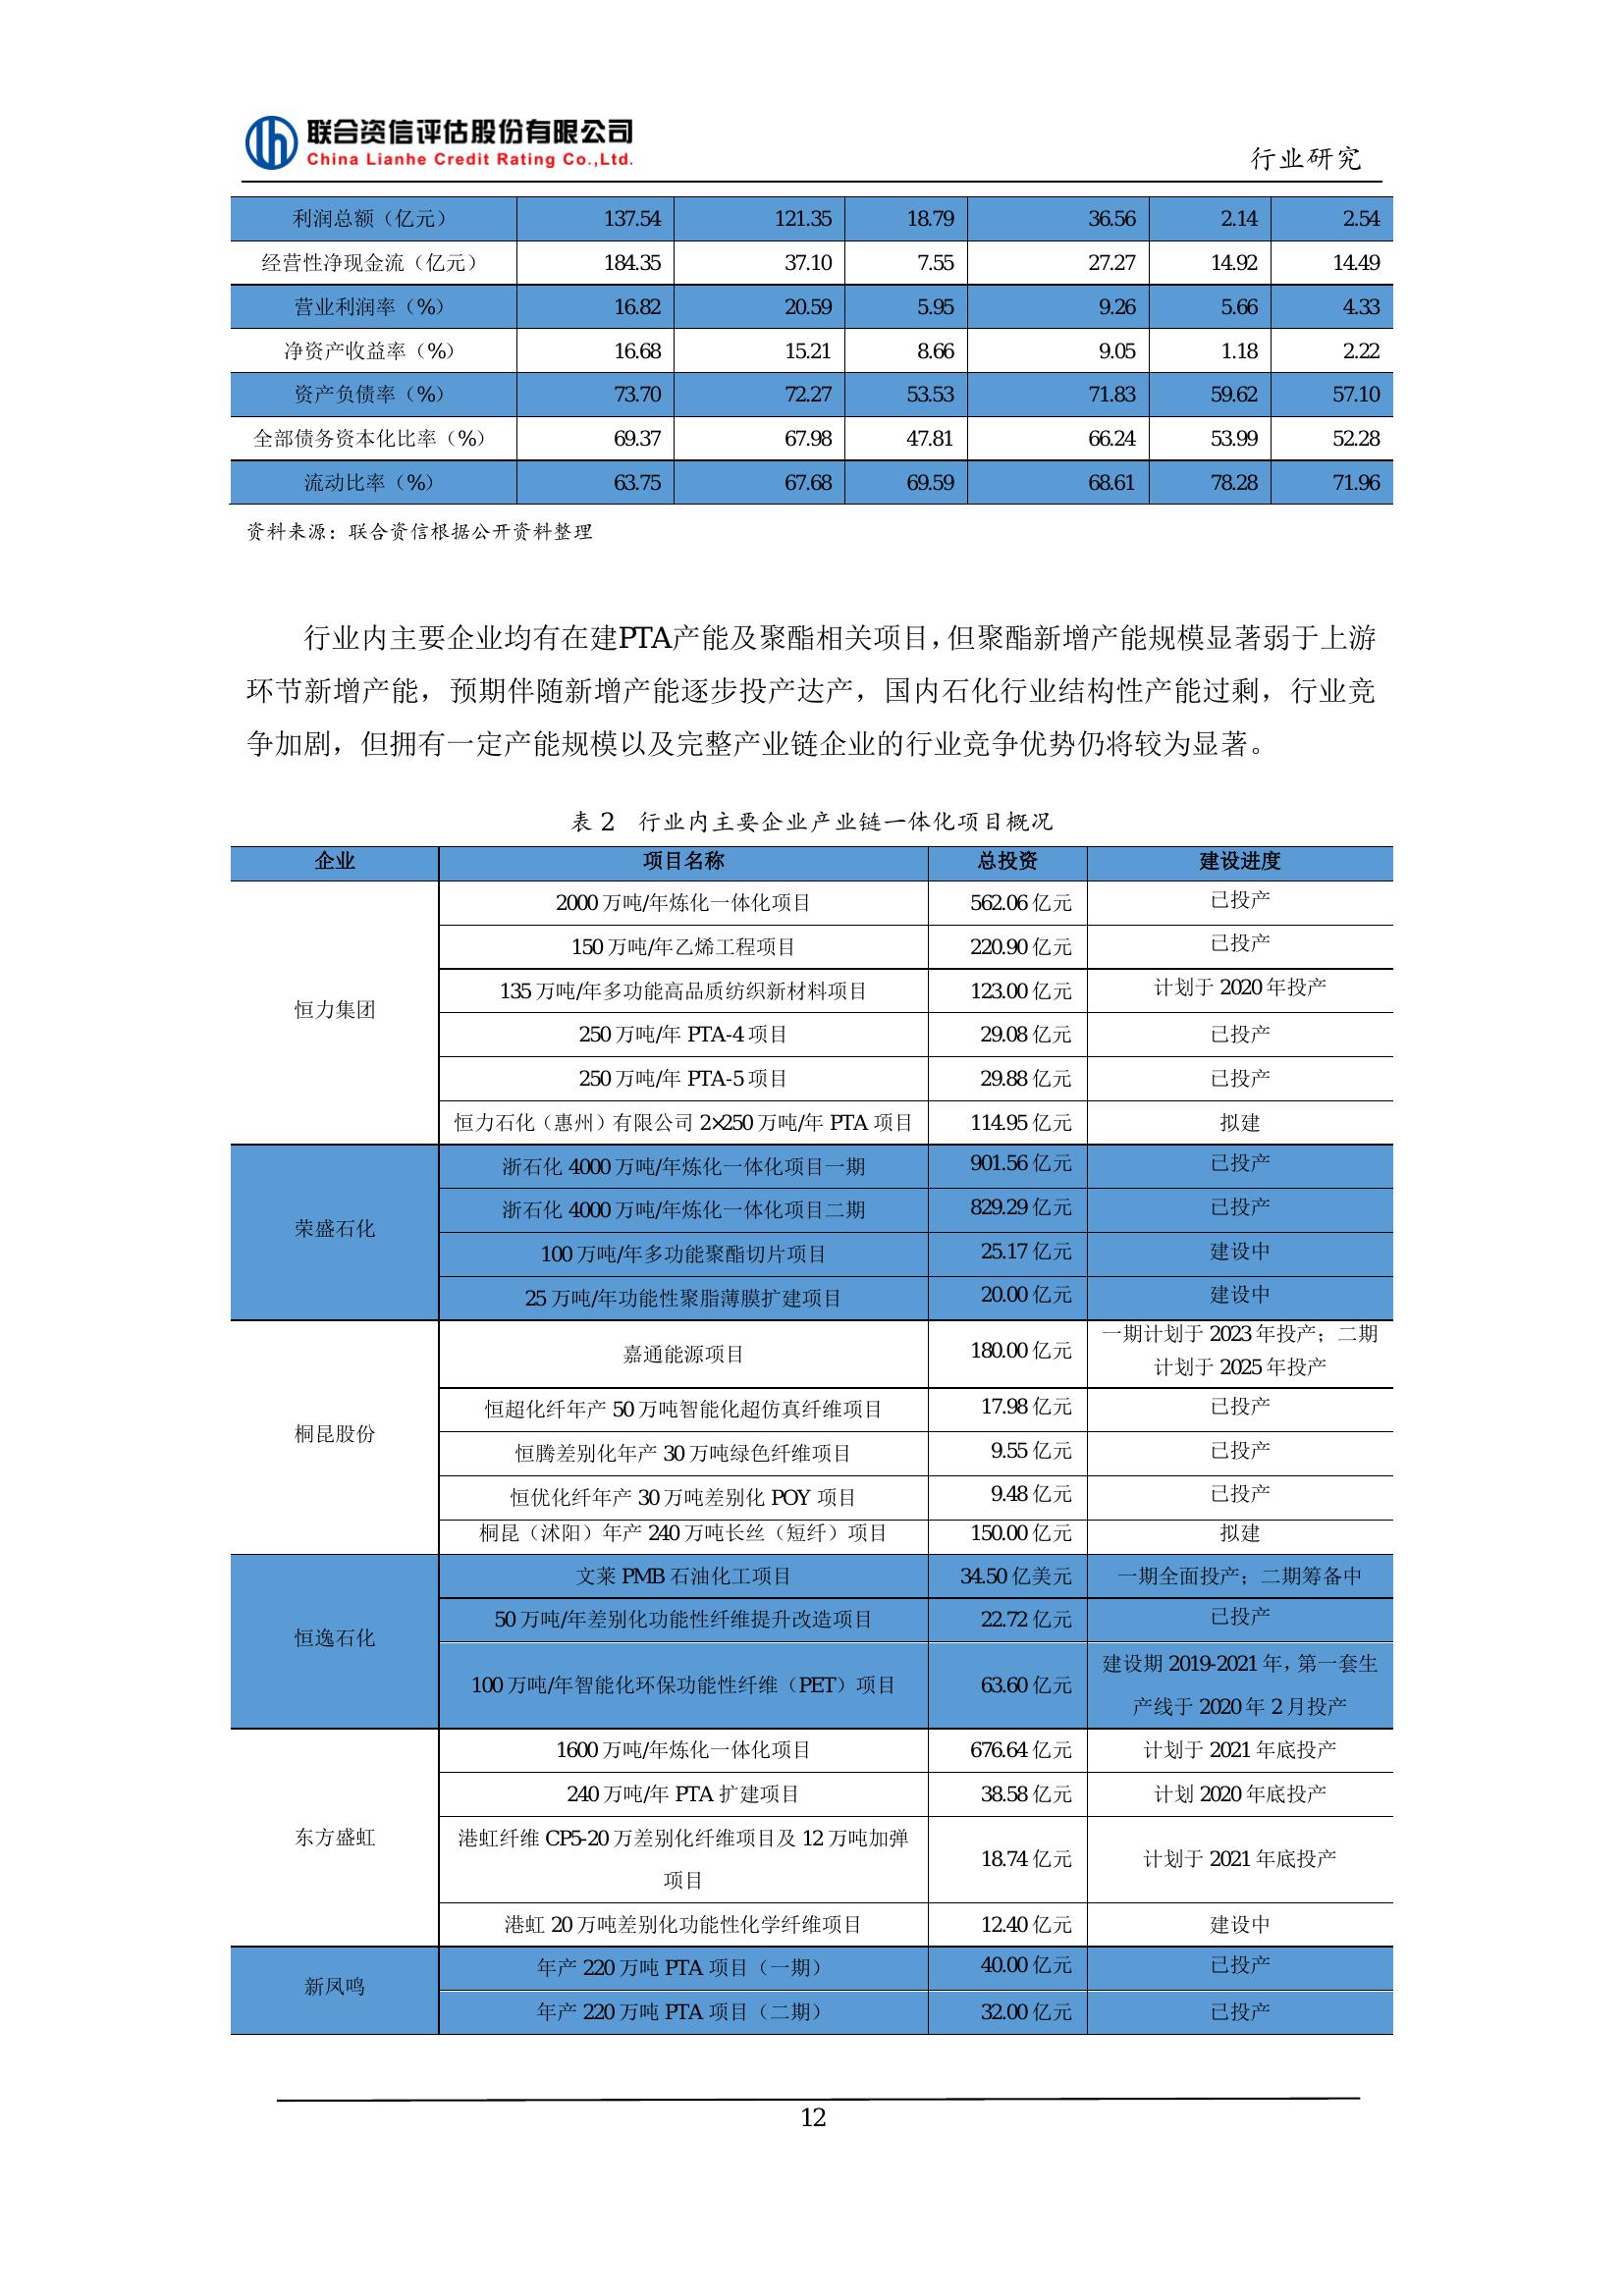 联合资信评估股份有限公司
China Lianhe Credit Rating Co.,Ltd.
行业研究
利润总额（亿元） 137.54 121.35 18.79 36.56 2.14 2.54
经营性净现金流（亿元） 184.35 37.10 7.55 27.27 14.92 14.49
营业利润率（%） 16.82 20.59 5.95 9.26 5.66 4.33
净资产收益率（%） 16.68 15.21 8.66 9.05 1.18 2.22
资产负债率（%） 73.70 72.27 53.53 71.83 59.62 57.10
全部债务资本化比率（%） 69.37 67.98 47.81 66.24 53.99 52.28
流动比率（%） 63.75 67.68 69.59 68.61 78.28 71.96
资料来源：联合资信根据公开资料整理
行业内主要企业均有在建PTA产能及聚酯相关项目，但聚酯新增产能规模显著弱于上游
环节新增产能，预期伴随新增产能逐步投产达产，国内石化行业结构性产能过剩，行业竞
争加剧，但拥有一定产能规模以及完整产业链企业的行业竞争优势仍将较为显著。
表 2 行业内主要企业产业链一体化项目概况
企业 项目名称 总投资 建设进度
恒力集团
2000 万吨/年炼化一体化项目 562.06 亿元 已投产
150 万吨/年乙烯工程项目 220.90 亿元 已投产
135 万吨/年多功能高品质纺织新材料项目 123.00 亿元 计划于 2020 年投产
250 万吨/年 PTA-4 项目 29.08 亿元 已投产
250 万吨/年 PTA-5 项目 29.88 亿元 已投产
恒力石化（惠州）有限公司 2×250 万吨/年 PTA 项目 114.95 亿元 拟建
荣盛石化
浙石化 4000 万吨/年炼化一体化项目一期 901.56 亿元 已投产
浙石化 4000 万吨/年炼化一体化项目二期 829.29 亿元 已投产
100 万吨/年多功能聚酯切片项目 25.17 亿元 建设中
25 万吨/年功能性聚脂薄膜扩建项目 20.00 亿元 建设中
桐昆股份
嘉通能源项目 180.00 亿元 一期计划于 2023 年投产；二期
计划于 2025 年投产
恒超化纤年产 50 万吨智能化超仿真纤维项目 17.98 亿元 已投产
恒腾差别化年产 30 万吨绿色纤维项目 9.55 亿元 已投产
恒优化纤年产 30 万吨差别化 POY 项目 9.48 亿元 已投产
桐昆（沭阳）年产 240 万吨长丝（短纤）项目 150.00 亿元 拟建
恒逸石化
文莱 PMB 石油化工项目 34.50 亿美元 一期全面投产；二期筹备中
50 万吨/年差别化功能性纤维提升改造项目 22.72 亿元 已投产
100 万吨/年智能化环保功能性纤维（PET）项目 63.60 亿元 建设期 2019-2021 年，第一套生
产线于 2020 年 2 月投产
东方盛虹
1600 万吨/年炼化一体化项目 676.64 亿元 计划于 2021 年底投产
240 万吨/年 PTA 扩建项目 38.58 亿元 计划 2020 年底投产
港虹纤维 CP5-20 万差别化纤维项目及 12 万吨加弹
项目 18.74 亿元 计划于 2021 年底投产
港虹 20 万吨差别化功能性化学纤维项目 12.40 亿元 建设中
新凤鸣
年产 220 万吨 PTA 项目（一期） 40.00 亿元 已投产
年产 220 万吨 PTA 项目（二期） 32.00 亿元 已投产
12